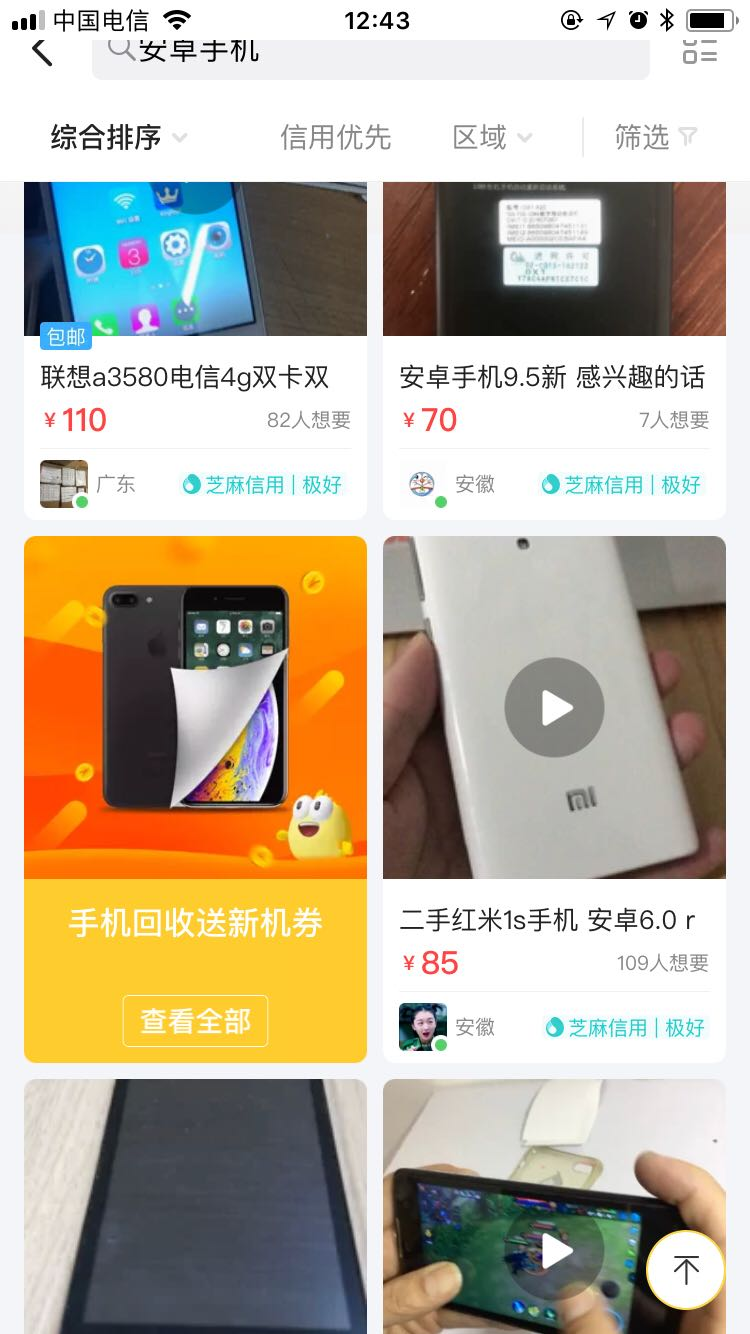 中国电信
12:43
安卓手机
综合排序
信用优先
区域
筛选
3
包邮
联想a3580电信4g双卡双
¥110
82人想要
广东
芝麻信用 | 极好
进网许可
安卓手机9.5新 感兴趣的话
¥70
7人想要
安徽
芝麻信用 | 极好
手机回收送新机券
查看全部
mi
二手红米1s手机 安卓6.0 r
¥85
109人想要
安徽
芝麻信用 | 极好